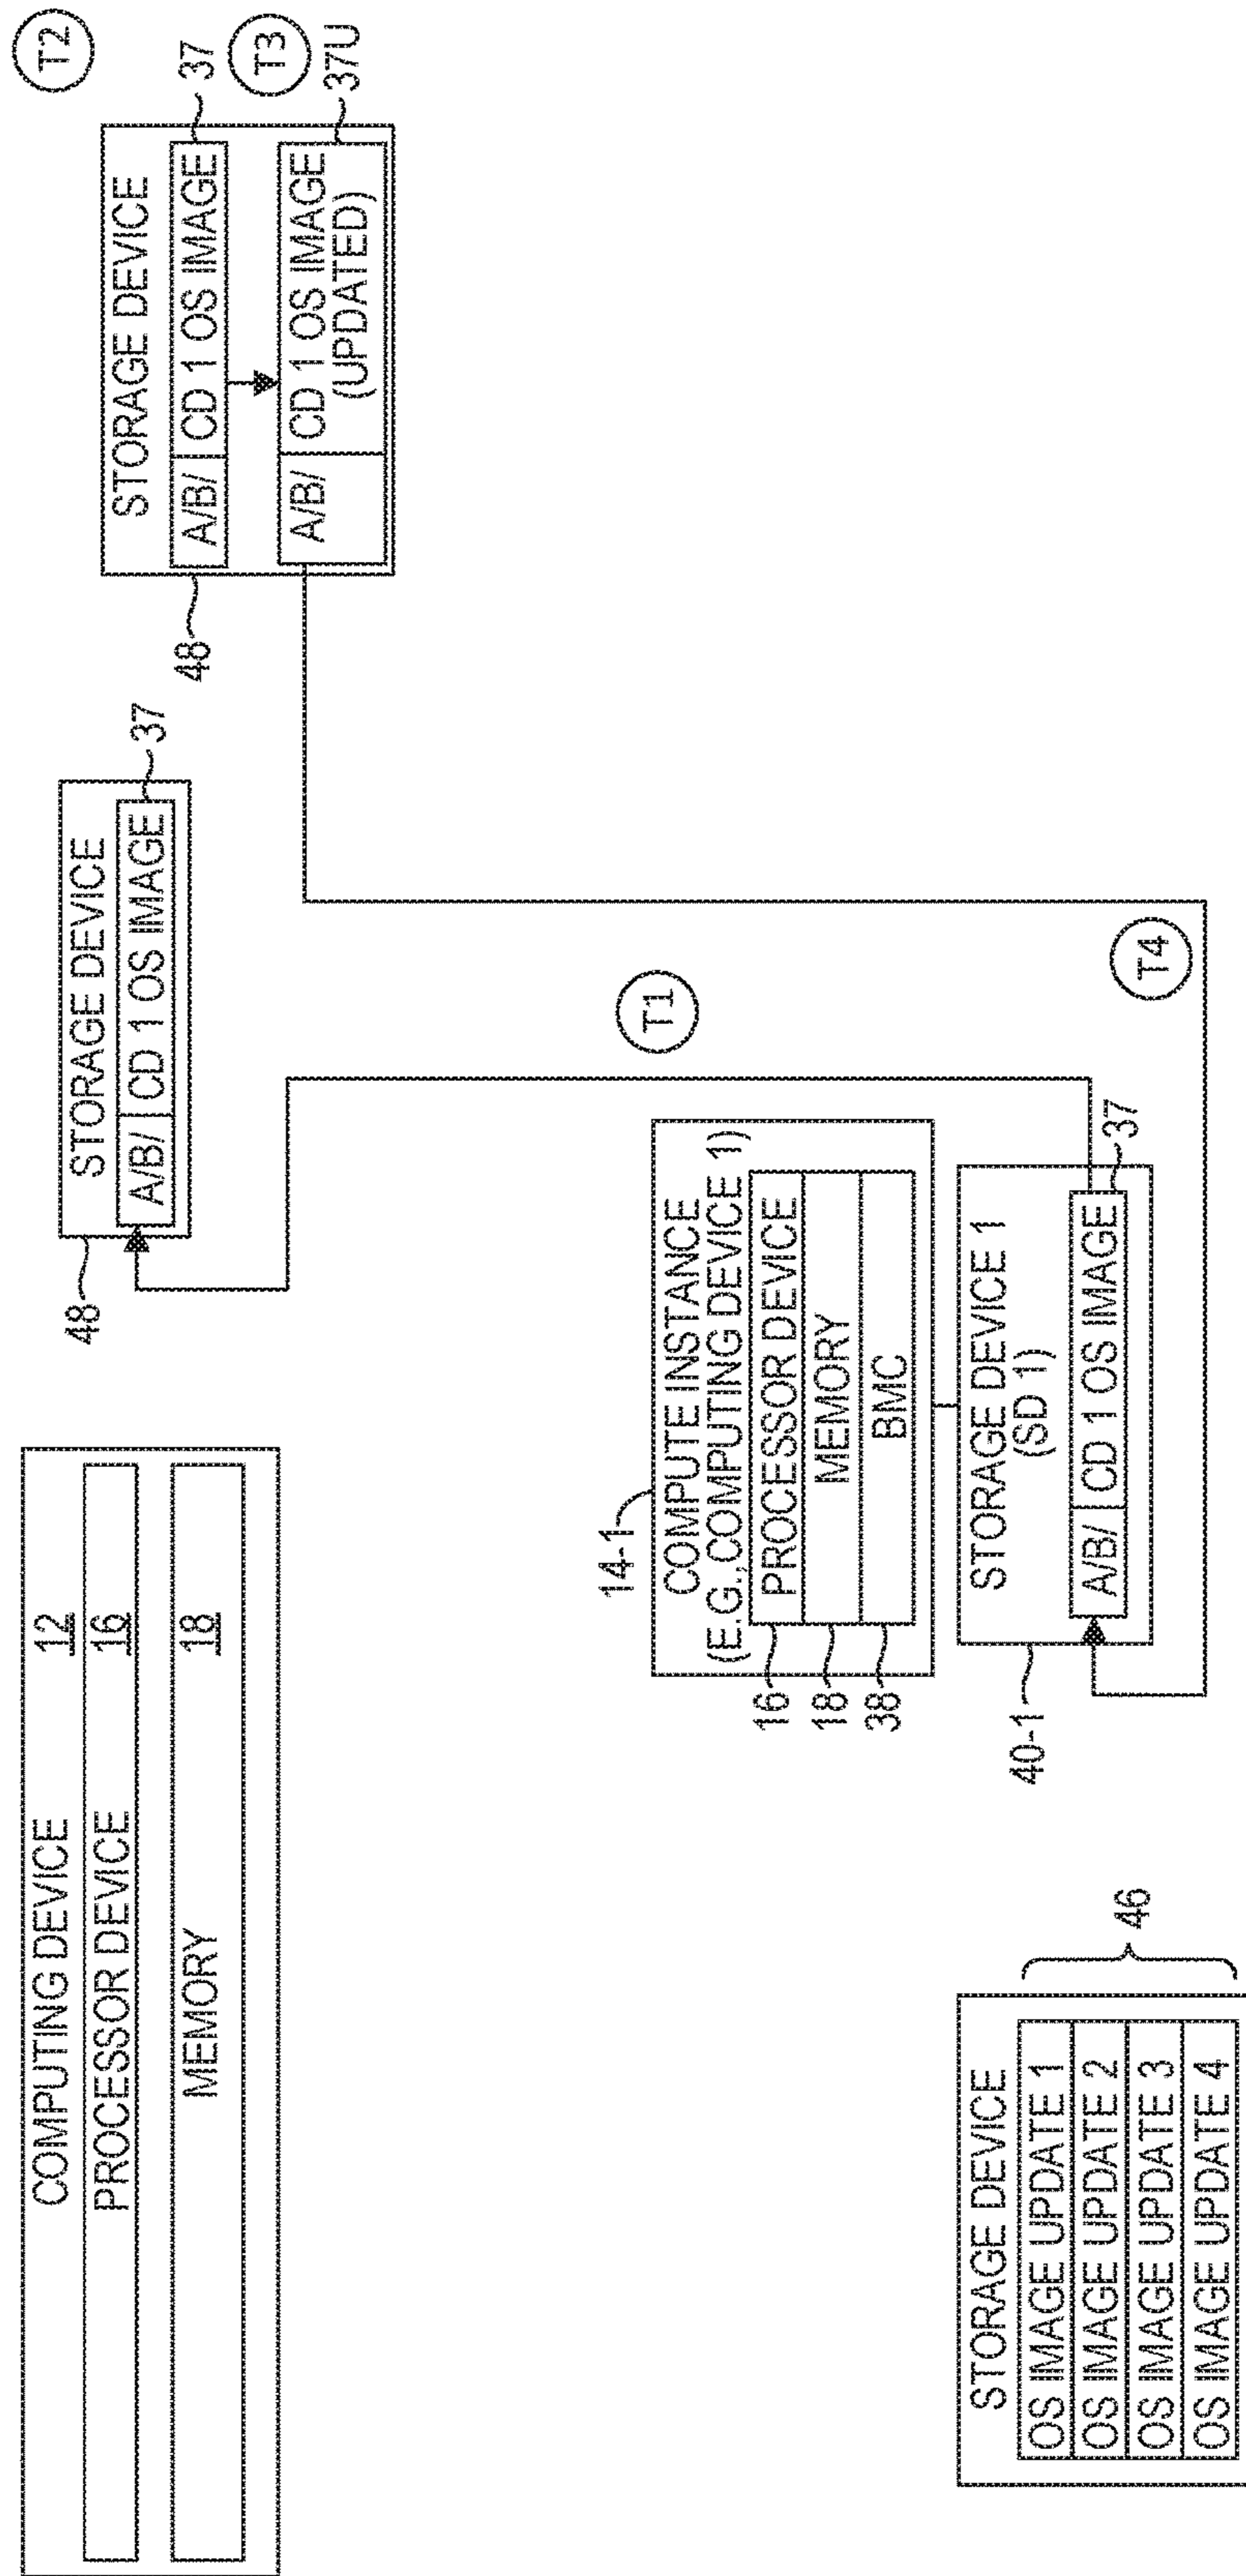 COMPUTING DEVICE 12
PROCESSOR DEVICE 16
MEMORY 18
STORAGE DEVICE
A/B/ CD 1 OS IMAGE
37
48
T2
STORAGE DEVICE
A/B/ CD 1 OS IMAGE
37
48
T3
A/B/ CD 1 OS IMAGE
(UPDATED)
37U
T1
14-1
COMPUTE INSTANCE
(E.G.,COMPUTING DEVICE 1)
16 PROCESSOR DEVICE
18 MEMORY
38 BMC
40-1
STORAGE DEVICE 1
(SD 1)
A/B/ CD 1 OS IMAGE
37
T4
STORAGE DEVICE
OS IMAGE UPDATE 1
OS IMAGE UPDATE 2
OS IMAGE UPDATE 3
OS IMAGE UPDATE 4
46